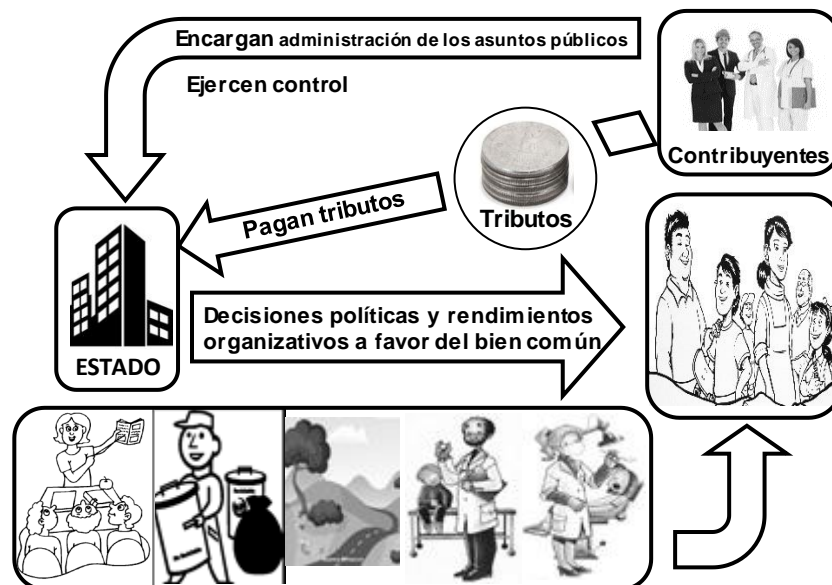 Encargan administración de los asuntos públicos
Ejercen control
Contribuyentes
Pagan tributos
Tributos
ESTADO
Decisiones políticas y rendimientos
organizativos a favor del bien común